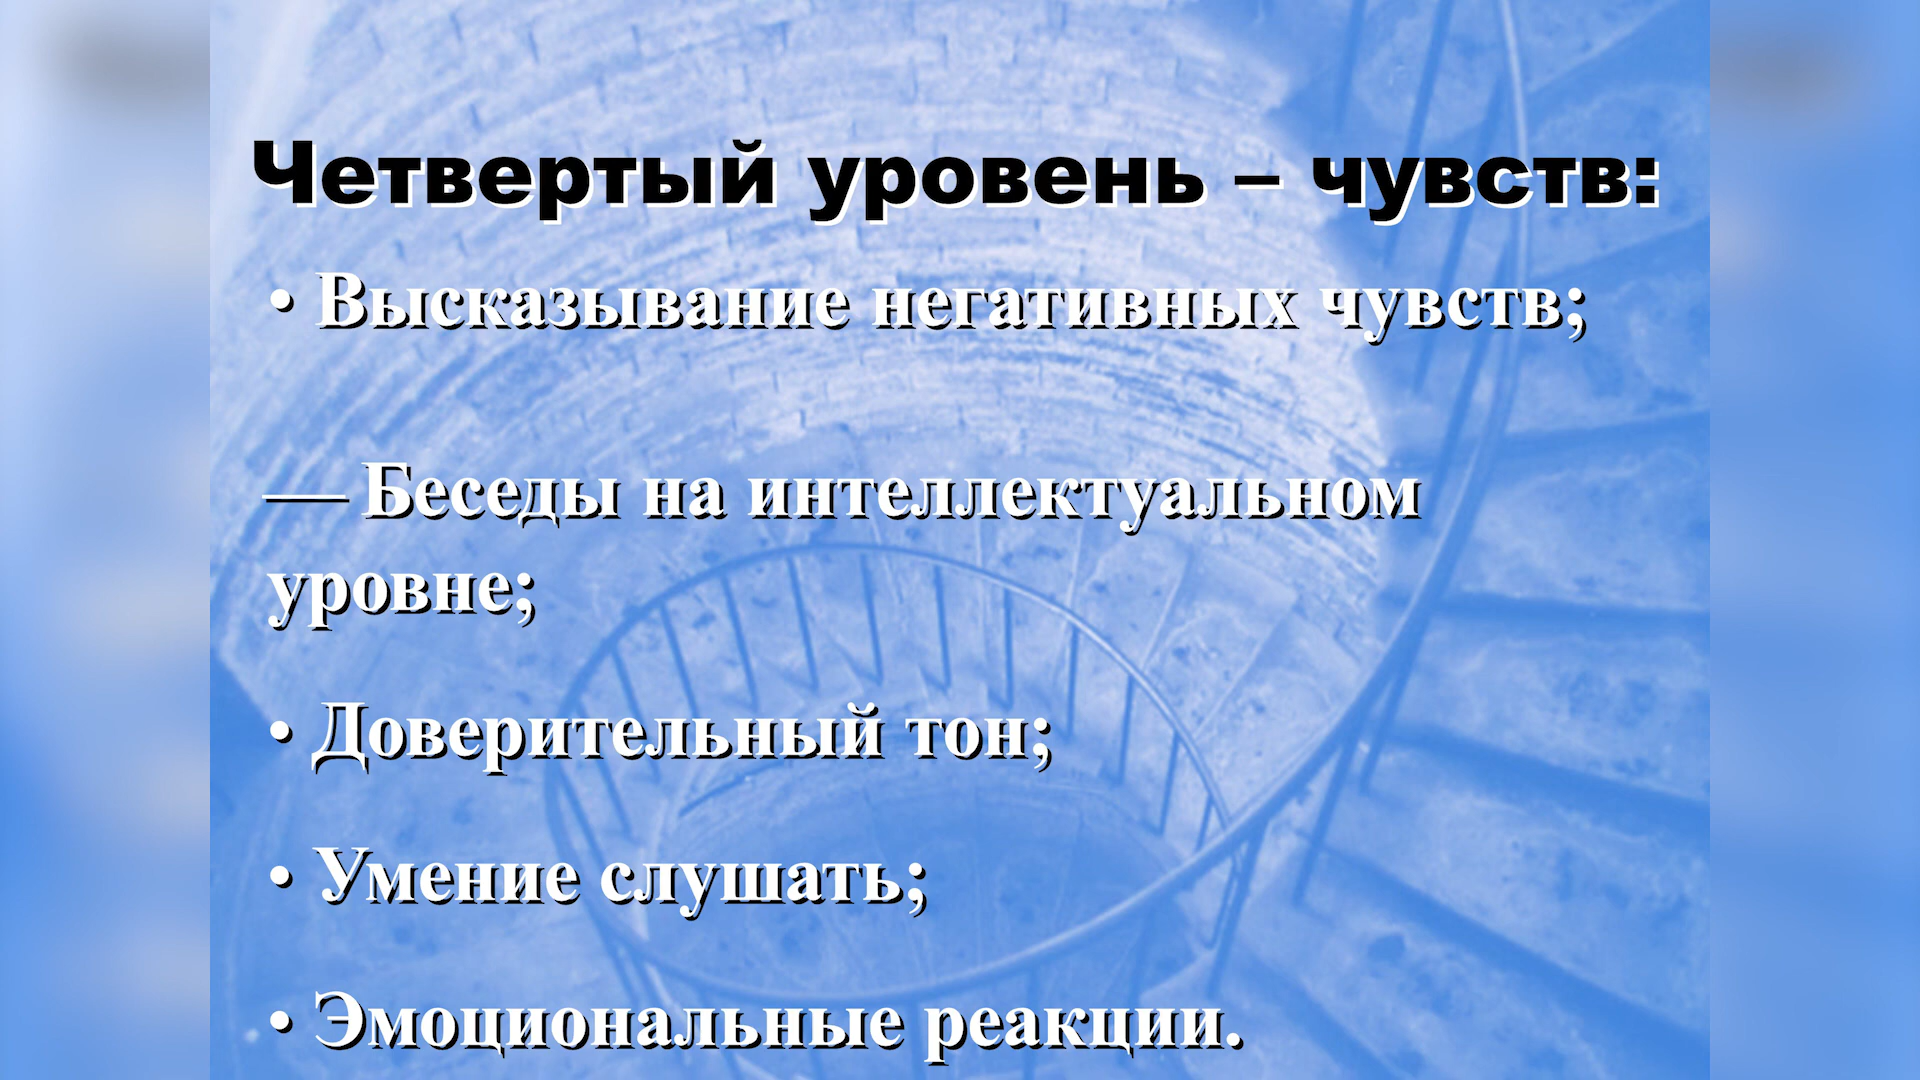 Четвертый уровень – чувств:
• Высказывание негативных чувств;
— Беседы на интеллектуальном
уровне;
• Доверительный тон;
• Умение слушать;
• Эмоциональные реакции.